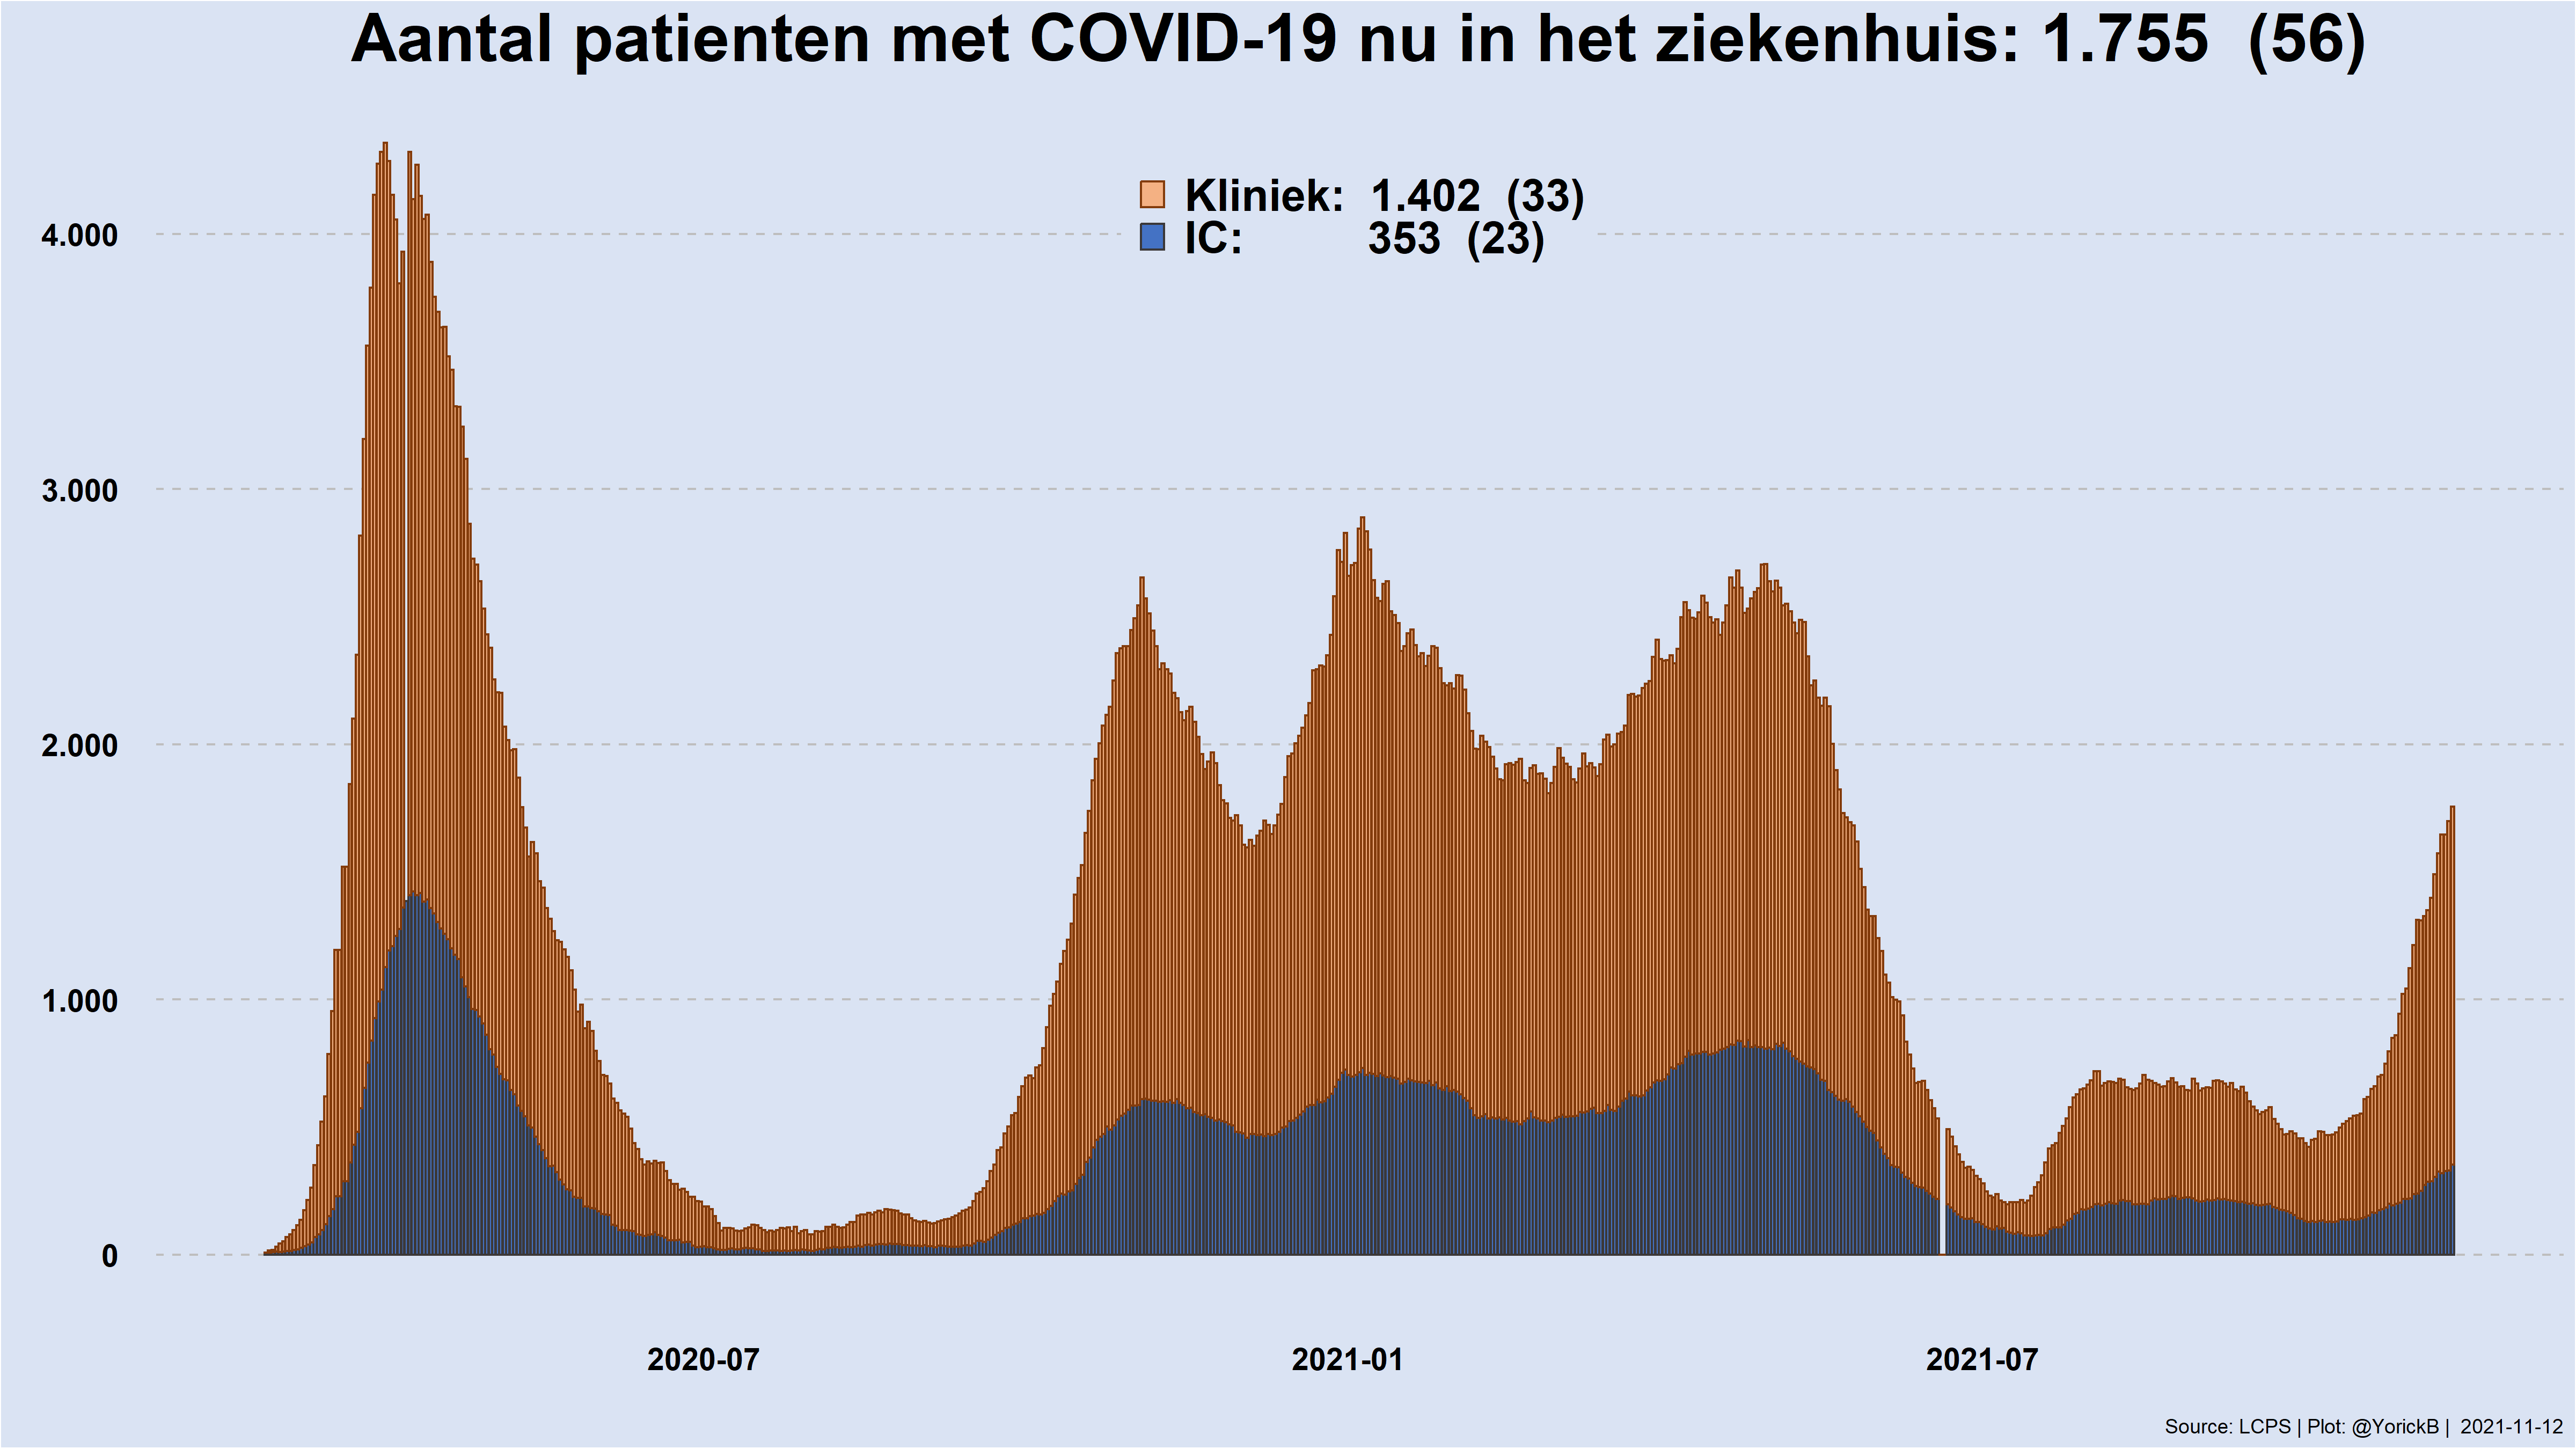 Aantal patienten met COVID-19 nu in het ziekenhuis: 1.755 (56)
Kliniek: 1.402 (33)
IC: 353 (23)
4.000
3.000
2.000
1.000
0
2020-07
2021-01
2021-07
Source: LCPS | Plot: @YorickB | 2021-11-12